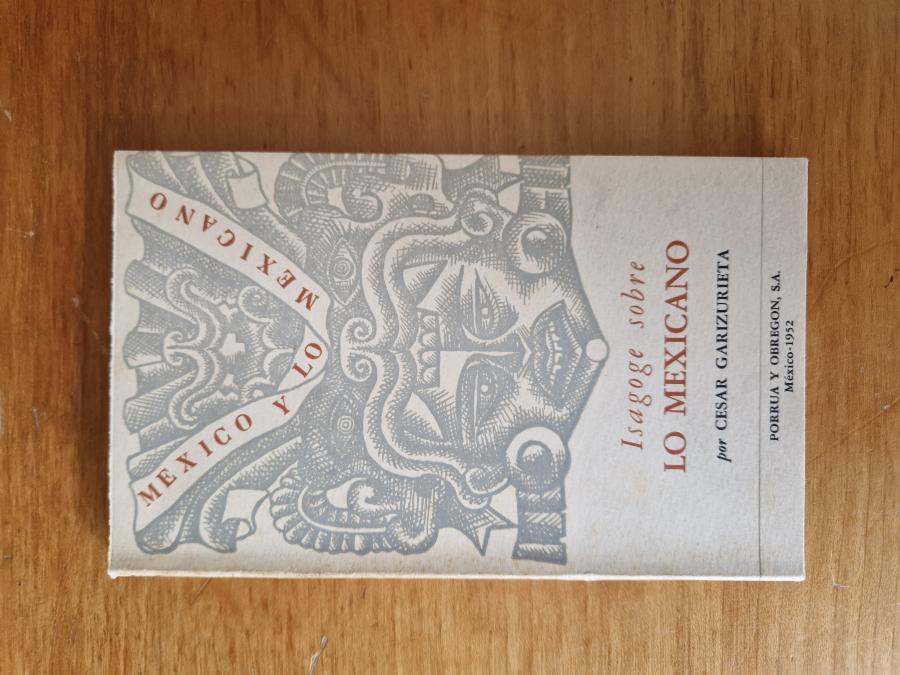 MEXICO Y LO MEXICANO
Isagoge sobre
LO MEXICANO
por CESAR GARIZURIETA
PORRUA Y OBREGON, S.A.
México-1952